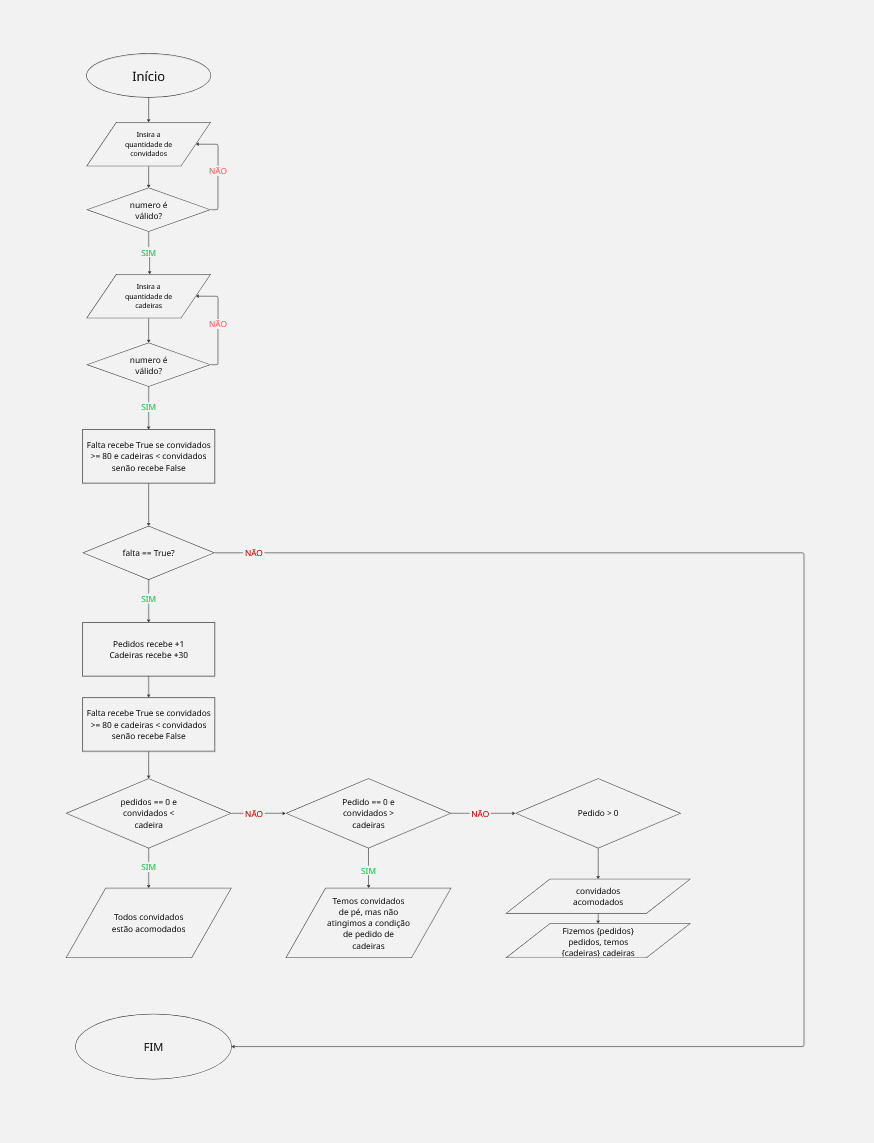 Início
Insira a
quantidade de
convidados
NÃO
numero é
válido?
SIM
Insira a
quantidade de
cadeiras
NÃO
numero é
válido?
SIM
Falta recebe True se convidados
>= 80 e cadeiras < convidados
senão recebe False
falta == True?
NÃO
SIM
Pedidos recebe +1
Cadeiras recebe +30
Falta recebe True se convidados
>= 80 e cadeiras < convidados
senão recebe False
pedidos == 0 e
convidados <
cadeira
NÃO
Pedido == 0 e
convidados >
cadeiras
NÃO
Pedido > 0
SIM
Todos convidados
estão acomodados
SIM
Temos convidados
de pé, mas não
atingimos a condição
de pedido de
cadeiras
convidados
acomodados
Fizemos {pedidos}
pedidos, temos
{cadeiras} cadeiras
FIM